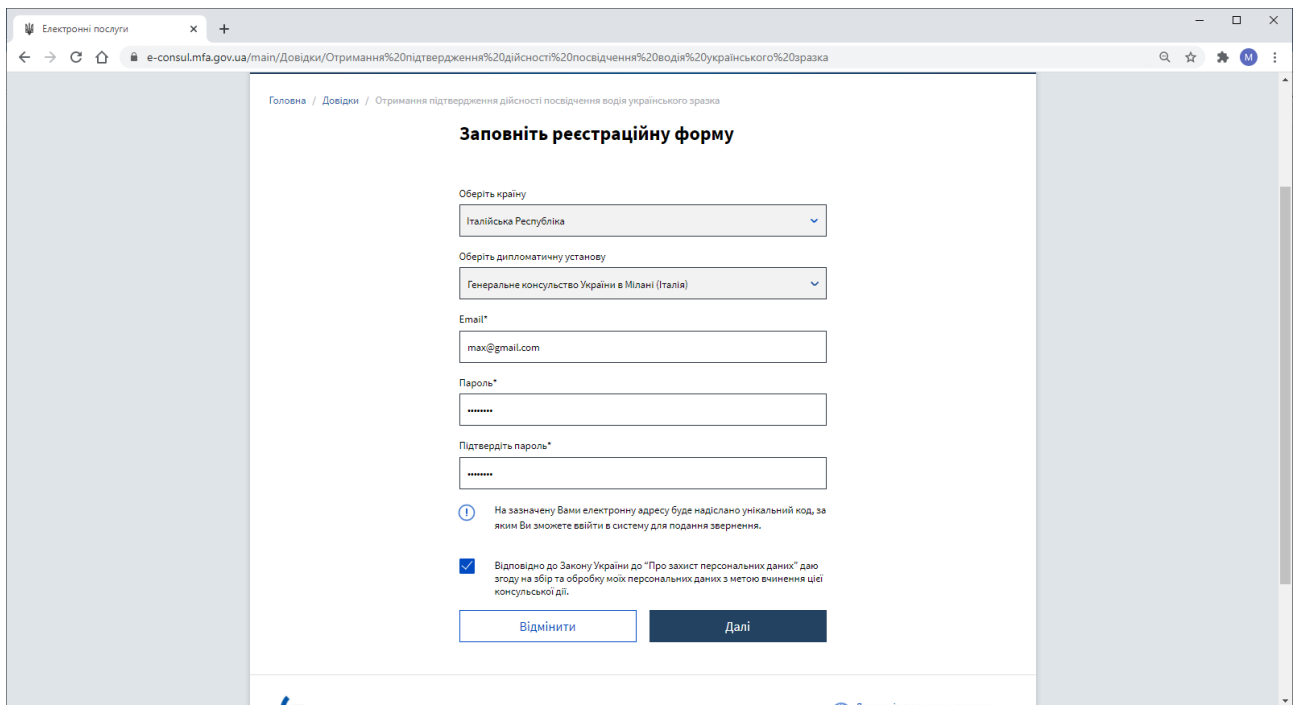 Електронні послуги
e-consul.mfa.gov.ua/main/Довідки/Отримання%20підтвердження%20дійсності%20посвідчення%20водія%20українського%20зразка
M
Головна / Довідки / Отримання підтвердження дійсності посвідчення водія українського зразка
Заповніть реєстраційну форму
Оберіть країну
Італійська Республіка
Оберіть дипломатичну установу
Генеральне консульство України в Мілані (Італія)
Email*
max@gmail.com
Пароль*
••••••••
Підтвердіть пароль*
••••••••
На зазначену Вами електронну адресу буде надіслано унікальний код, за
яким Ви зможете ввійти в систему для подання звернення.
Відповідно до Закону України до “Про захист персональних даних” даю
згоду на збір та обробку моїх персональних даних з метою вчинення цієї
консульської дії.
Відмінити
Далі